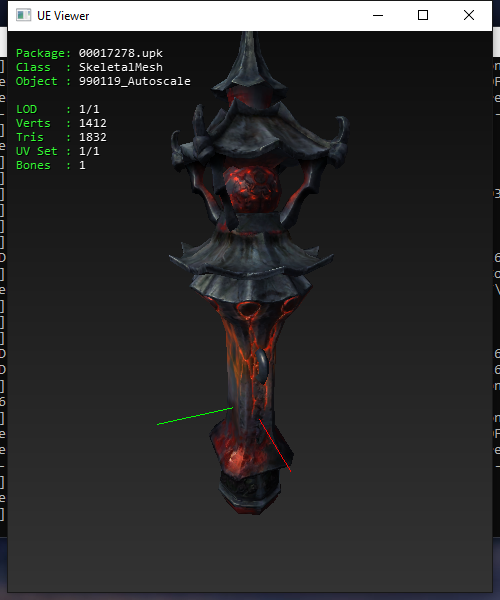 UE Viewer
Package: 00017278.upk
Class  : SkeletalMesh
Object : 990119_Autoscale
LOD    : 1/1
Verts  : 1412
Tris   : 1832
UV Set : 1/1
Bones  : 1